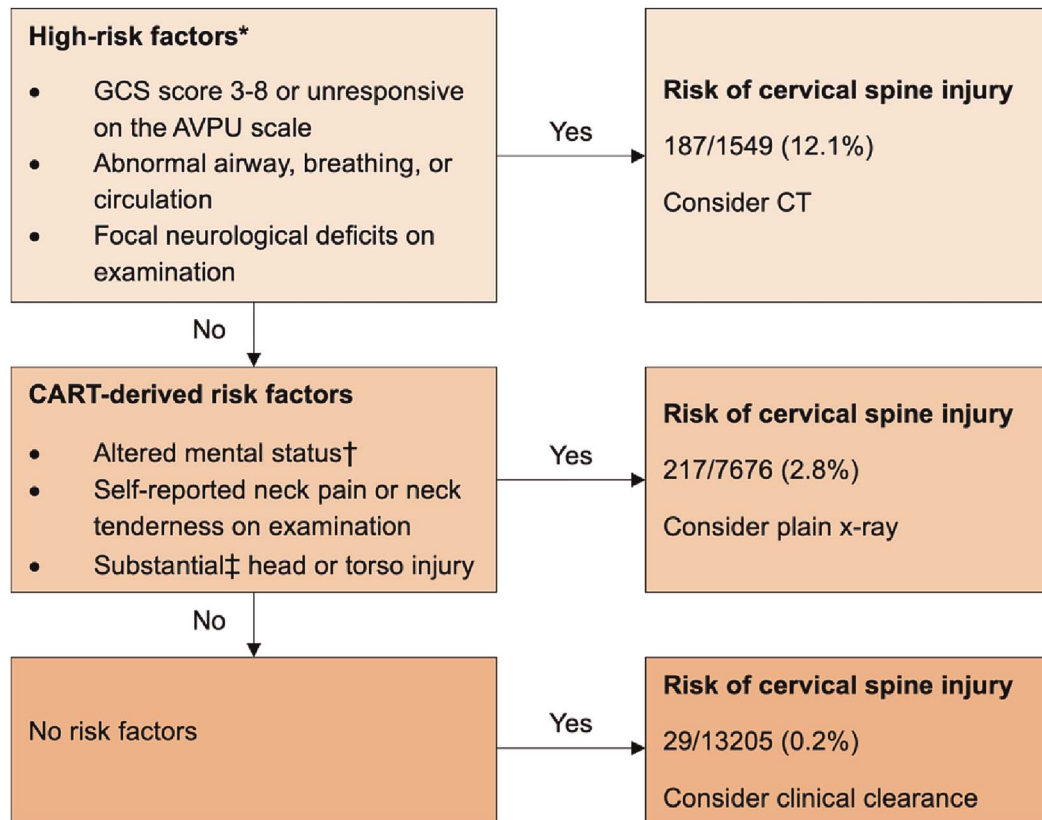 High-risk factors*
• GCS score 3-8 or unresponsive
on the AVPU scale
• Abnormal airway, breathing, or
circulation
• Focal neurological deficits on
examination
Yes
Risk of cervical spine injury
187/1549 (12.1%)
Consider CT
No
CART-derived risk factors
• Altered mental status†
• Self-reported neck pain or neck
tenderness on examination
• Substantial‡ head or torso injury
Yes
Risk of cervical spine injury
217/7676 (2.8%)
Consider plain x-ray
No
No risk factors
Yes
Risk of cervical spine injury
29/13205 (0.2%)
Consider clinical clearance